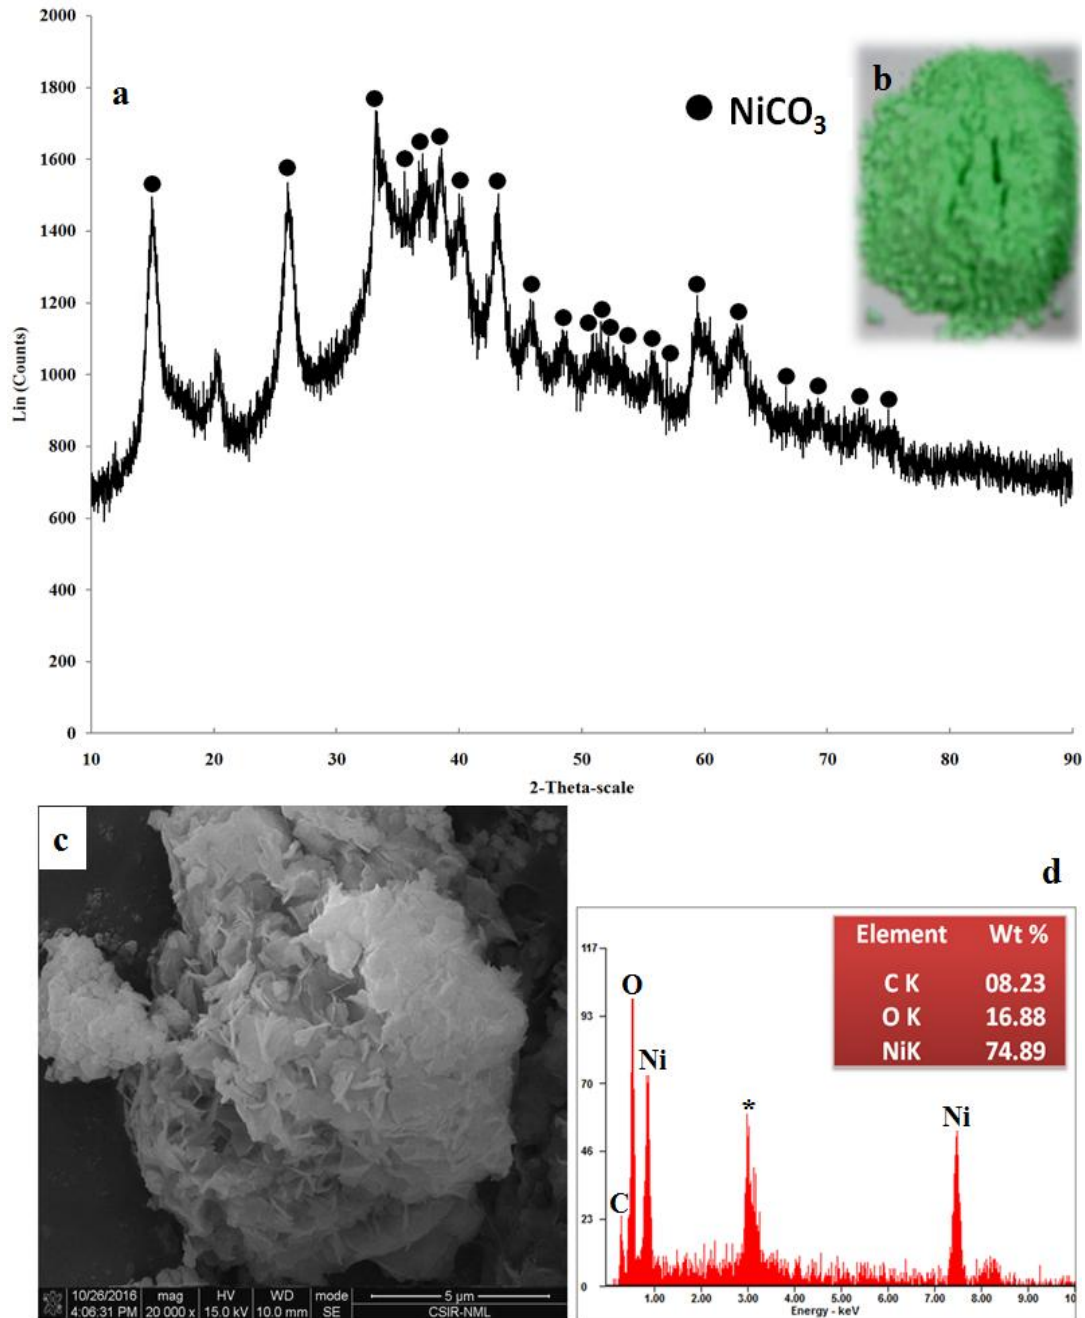 a
b
NiCO₃
2000
1800
1600
1400
1200
1000
800
600
400
200
0
Lin (Counts)
10 20 30 40 50 60 70 80 90
2-Theta-scale
c
10/26/2016 mag HV WD mode 5 µm
4:06:31 PM 20 000 x 15.0 kV 10.0 mm SE CSIR-NML
d
Element Wt %
C K 08.23
O K 16.88
NiK 74.89
117
93
70
46
23
0
O
Ni
*
Ni
C
1.00 2.00 3.00 4.00 5.00 6.00 7.00 8.00 9.00 10
Energy - keV